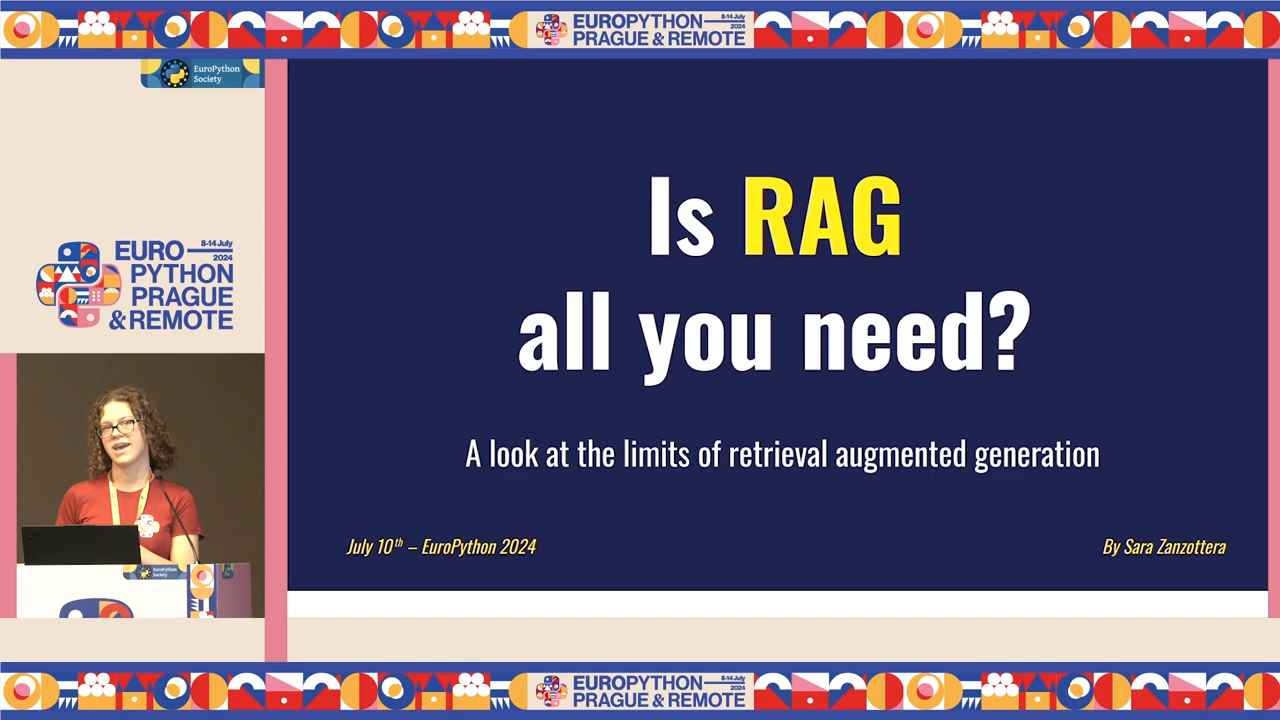 EUROPYTHON
8-14 July
2024
PRAGUE & REMOTE
EuroPython
Society
EURO
8-14 July
2024
PYTHON
PRAGUE
& REMOTE
Is RAG
all you need?
A look at the limits of retrieval augmented generation
July 10th – EuroPython 2024
By Sara Zanzottera
EuroPython
Society
EUROPYTHON
8-14 July
2024
PRAGUE & REMOTE